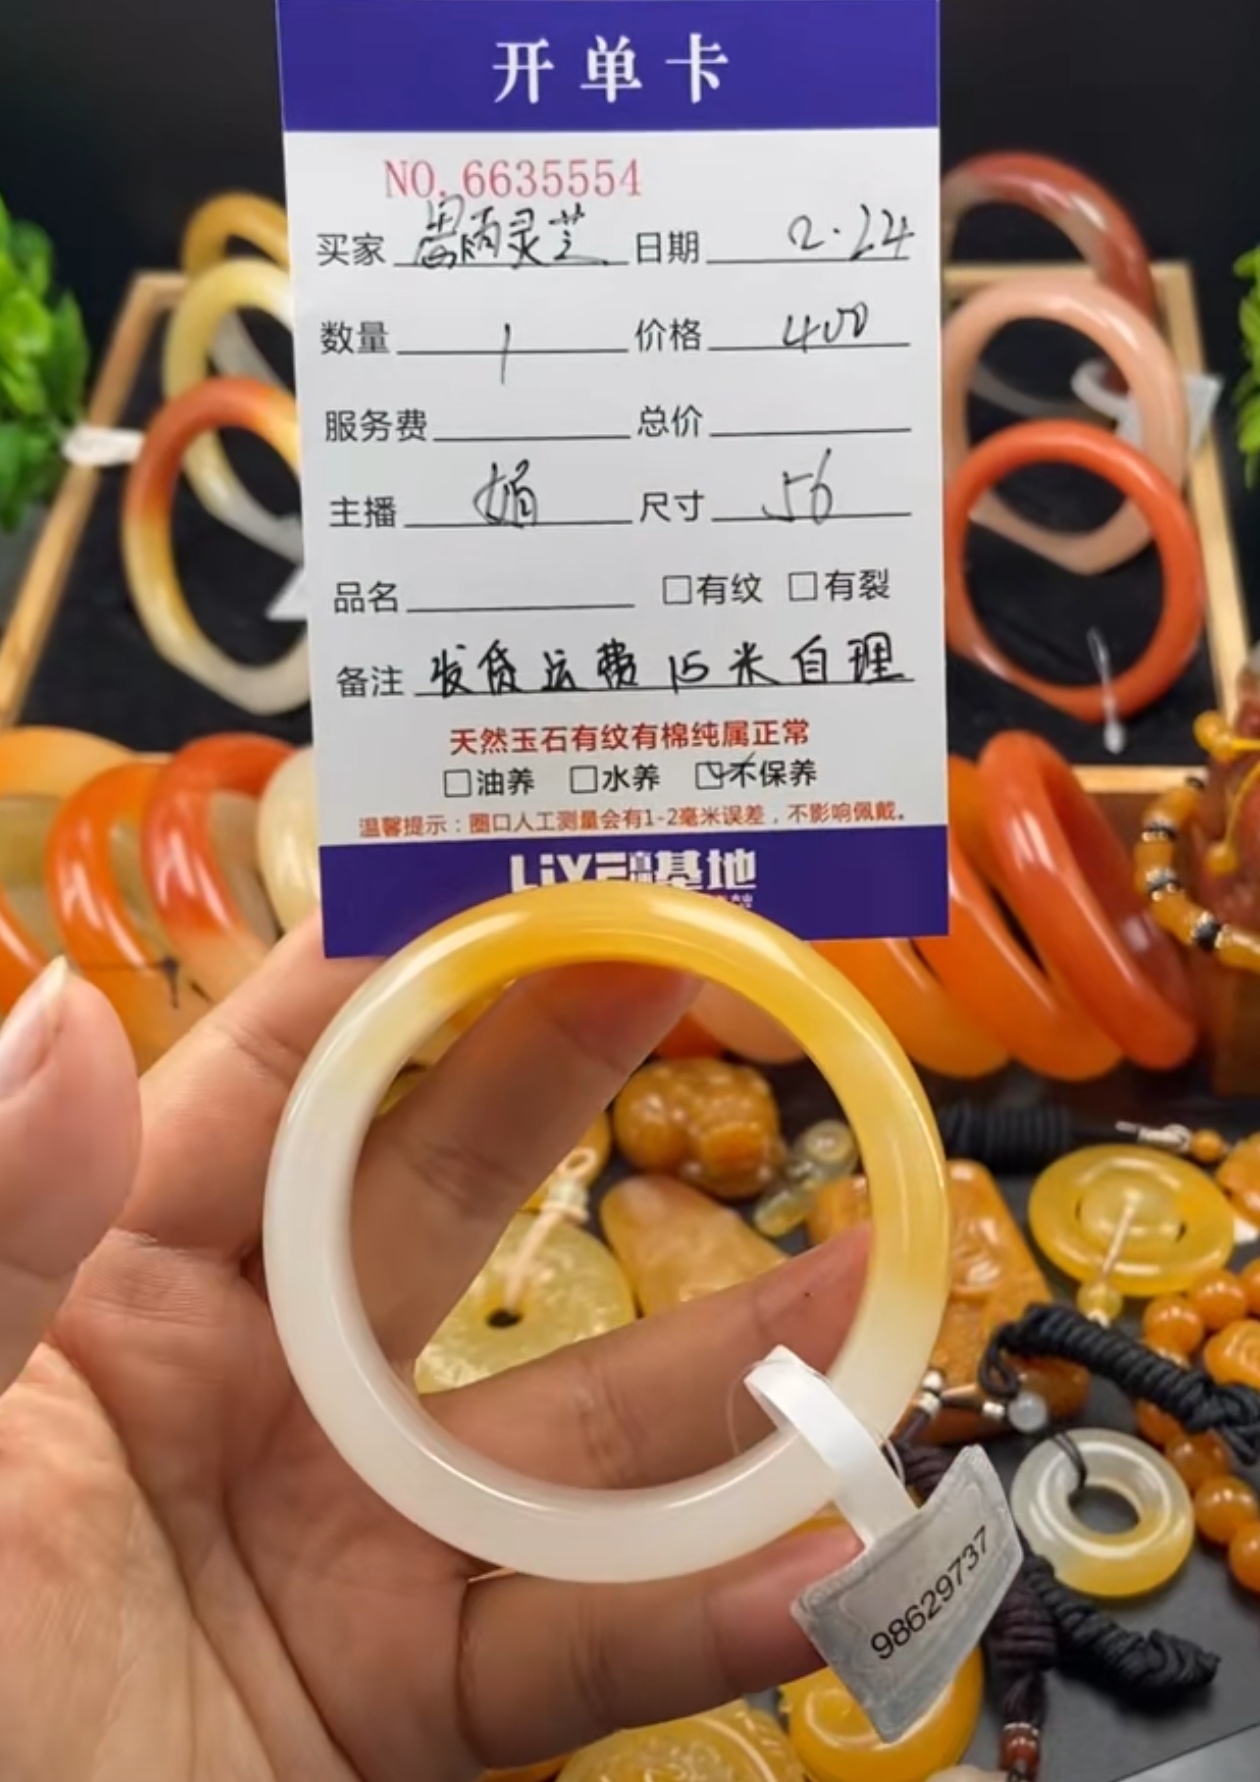 开单卡
NO.6635554
买家 灵芝 日期 2.24
数量 1 价格 400
服务费 总价
主播 娟 尺寸 56
品名 □有纹 □有裂
备注 发货运费15米自理
天然玉石有纹有棉纯属正常
□油养 □水养 ☑不保养
温馨提示：圈口人工测量会有1-2毫米误差，不影响佩戴。
基地
98629737